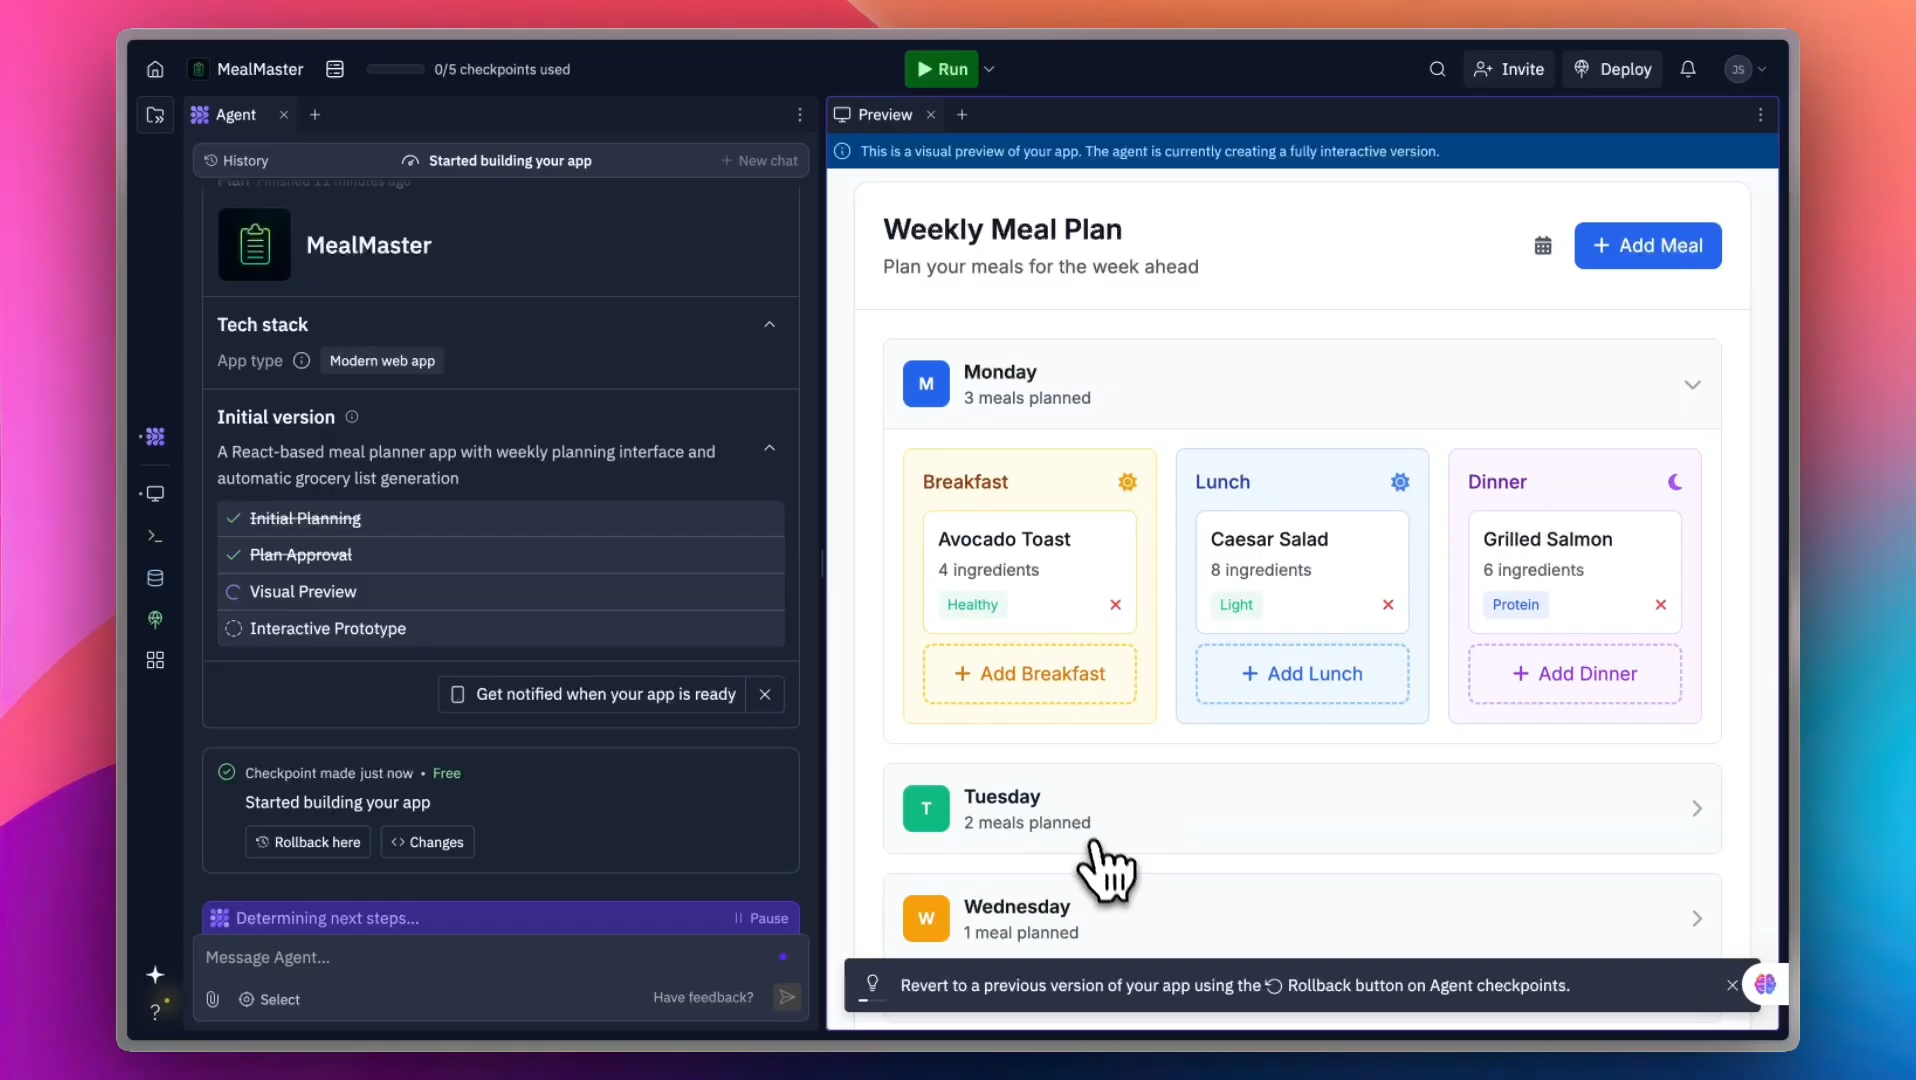 MealMaster
0/5 checkpoints used
Run
Invite
Deploy
JS
Agent
Preview
History
Started building your app
New chat
This is a visual preview of your app. The agent is currently creating a fully interactive version.
Plan Finished 11 minutes ago
MealMaster
Tech stack
App type
Modern web app
Initial version
A React-based meal planner app with weekly planning interface and
automatic grocery list generation
Initial Planning
Plan Approval
Visual Preview
Interactive Prototype
Get notified when your app is ready
Checkpoint made just now • Free
Started building your app
Rollback here
Changes
Determining next steps...
Pause
Message Agent...
Select
Have feedback?
Weekly Meal Plan
Plan your meals for the week ahead
+ Add Meal
M
Monday
3 meals planned
Breakfast
Avocado Toast
4 ingredients
Healthy
+ Add Breakfast
Lunch
Caesar Salad
8 ingredients
Light
+ Add Lunch
Dinner
Grilled Salmon
6 ingredients
Protein
+ Add Dinner
T
Tuesday
2 meals planned
W
Wednesday
1 meal planned
Revert to a previous version of your app using the Rollback button on Agent checkpoints.